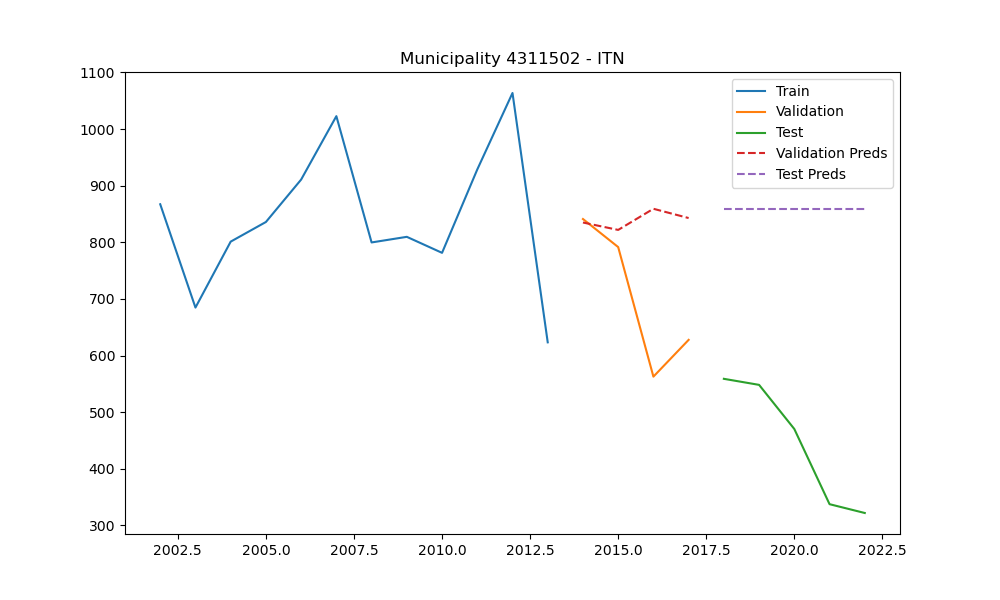 Municipality 4311502 - ITN
1100
1000
900
800
700
600
500
400
300
Train
Validation
Test
Validation Preds
Test Preds
2002.5 2005.0 2007.5 2010.0 2012.5 2015.0 2017.5 2020.0 2022.5